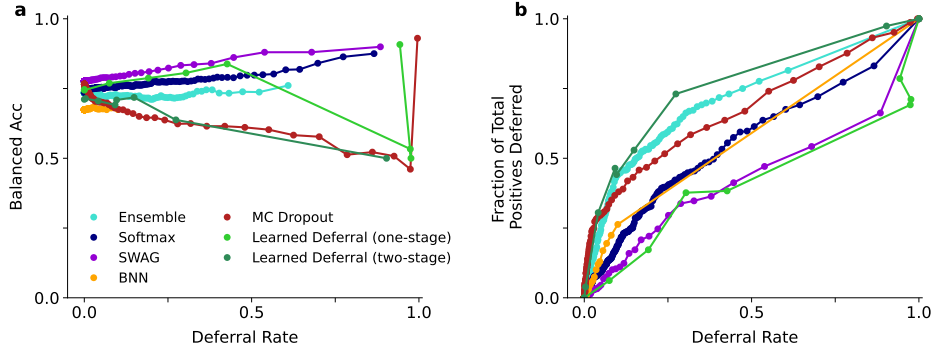 a
1.0
0.5
0.0
Balanced Acc
Ensemble
Softmax
SWAG
BNN
MC Dropout
Learned Deferral (one-stage)
Learned Deferral (two-stage)
0.0
0.5
1.0
Deferral Rate
b
1.0
0.5
0.0
Fraction of Total
Positives Deferred
0.0
0.5
1.0
Deferral Rate